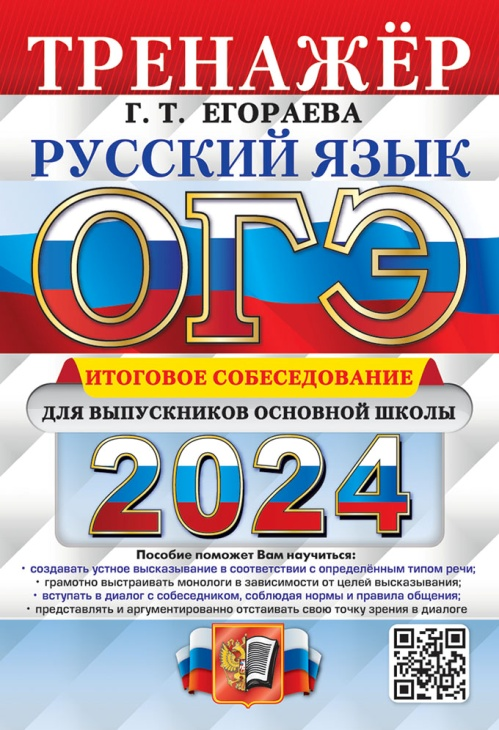 ТРЕНАЖЁР
Г. Т. ЕГОРАЕВА
РУССКИЙ ЯЗЫК
ОГЭ
ИТОГОВОЕ СОБЕСЕДОВАНИЕ
ДЛЯ ВЫПУСКНИКОВ ОСНОВНОЙ ШКОЛЫ
2024
Пособие поможет Вам научиться:
• создавать устное высказывание в соответствии с определённым типом речи;
• грамотно выстраивать монологи в зависимости от целей высказывания;
• вступать в диалог с собеседником, соблюдая нормы и правила общения;
• представлять и аргументированно отстаивать свою точку зрения в диалоге